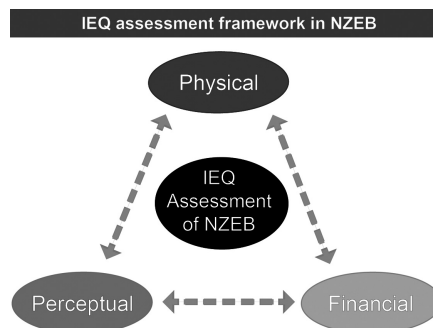 IEQ assessment framework in NZEB
Physical
IEQ
Assessment
of NZEB
Perceptual
Financial